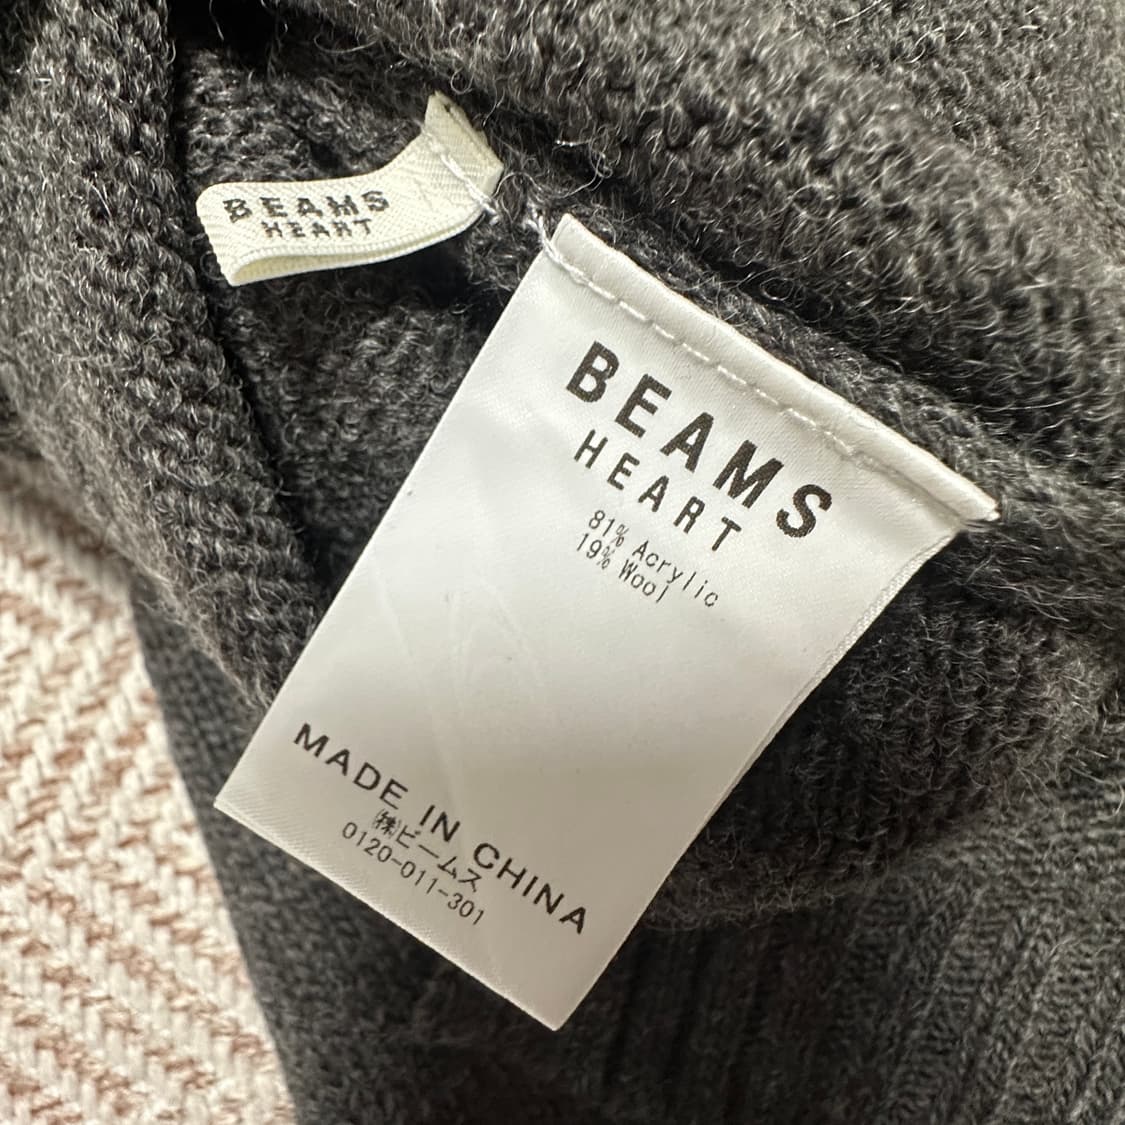 BEAMS
HEART
BEAMS
HEART
81% Acrylic
19% Wool
MADE IN CHINA
㈱ビームス
0120-011-301